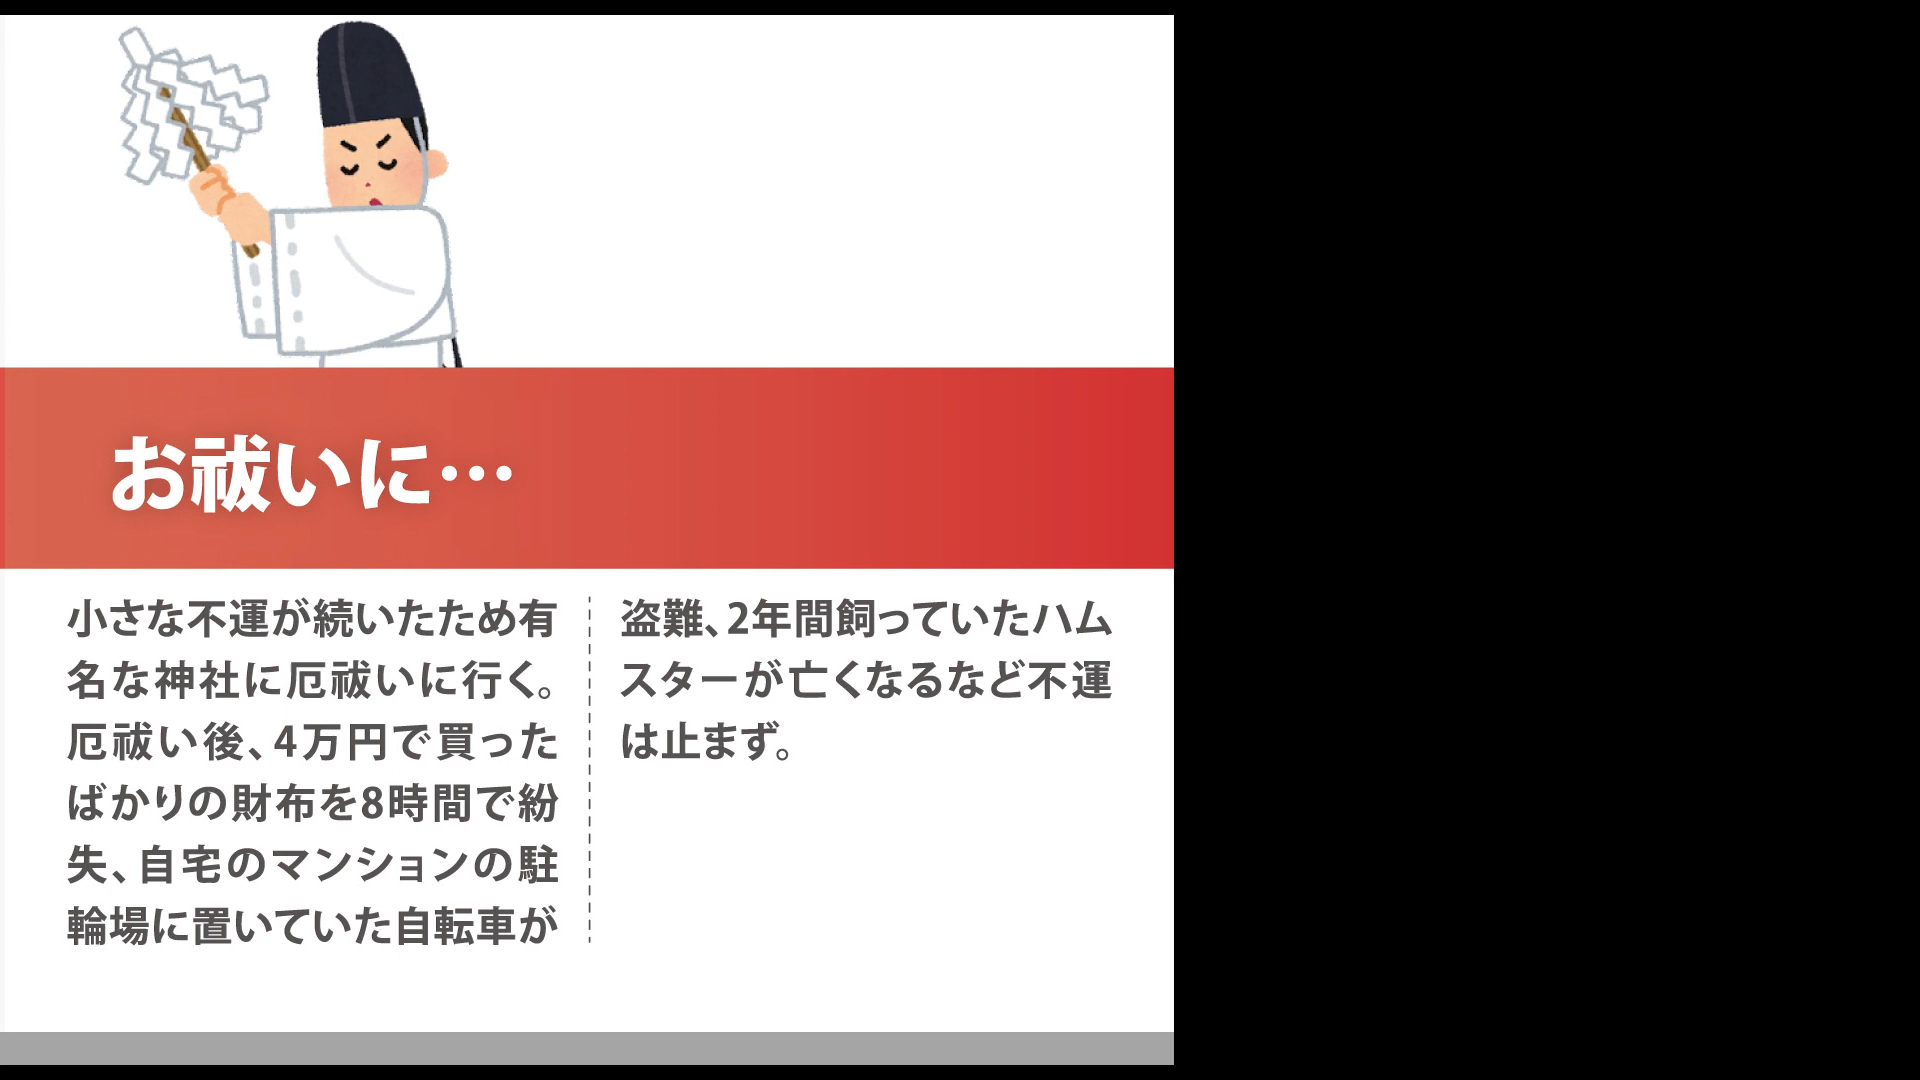 お祓いに…
小さな不運が続いたため有
名な神社に厄祓いに行く。
厄祓い後、4万円で買った
ばかりの財布を8時間で紛
失、自宅のマンションの駐
輪場に置いていた自転車が
盗難、2年間飼っていたハム
スターが亡くなるなど不運
は止まず。